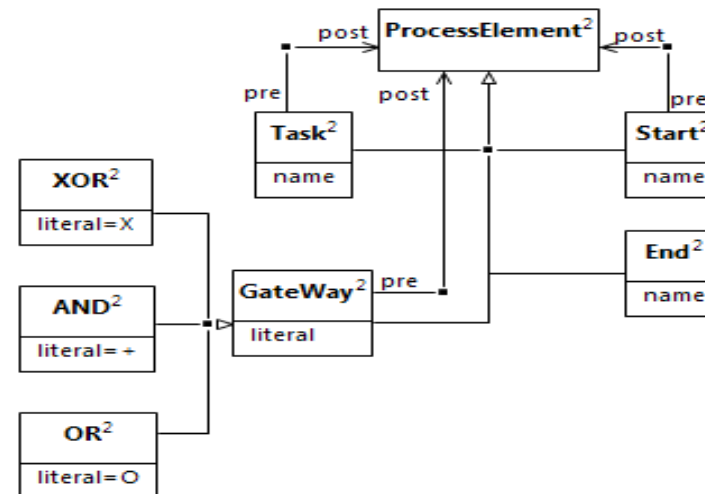 post
ProcessElement²
post
pre
post
pre
Task²
name
Start²
name
XOR²
literal=X
End²
name
GateWay²
pre
literal
AND²
literal=+
OR²
literal=O